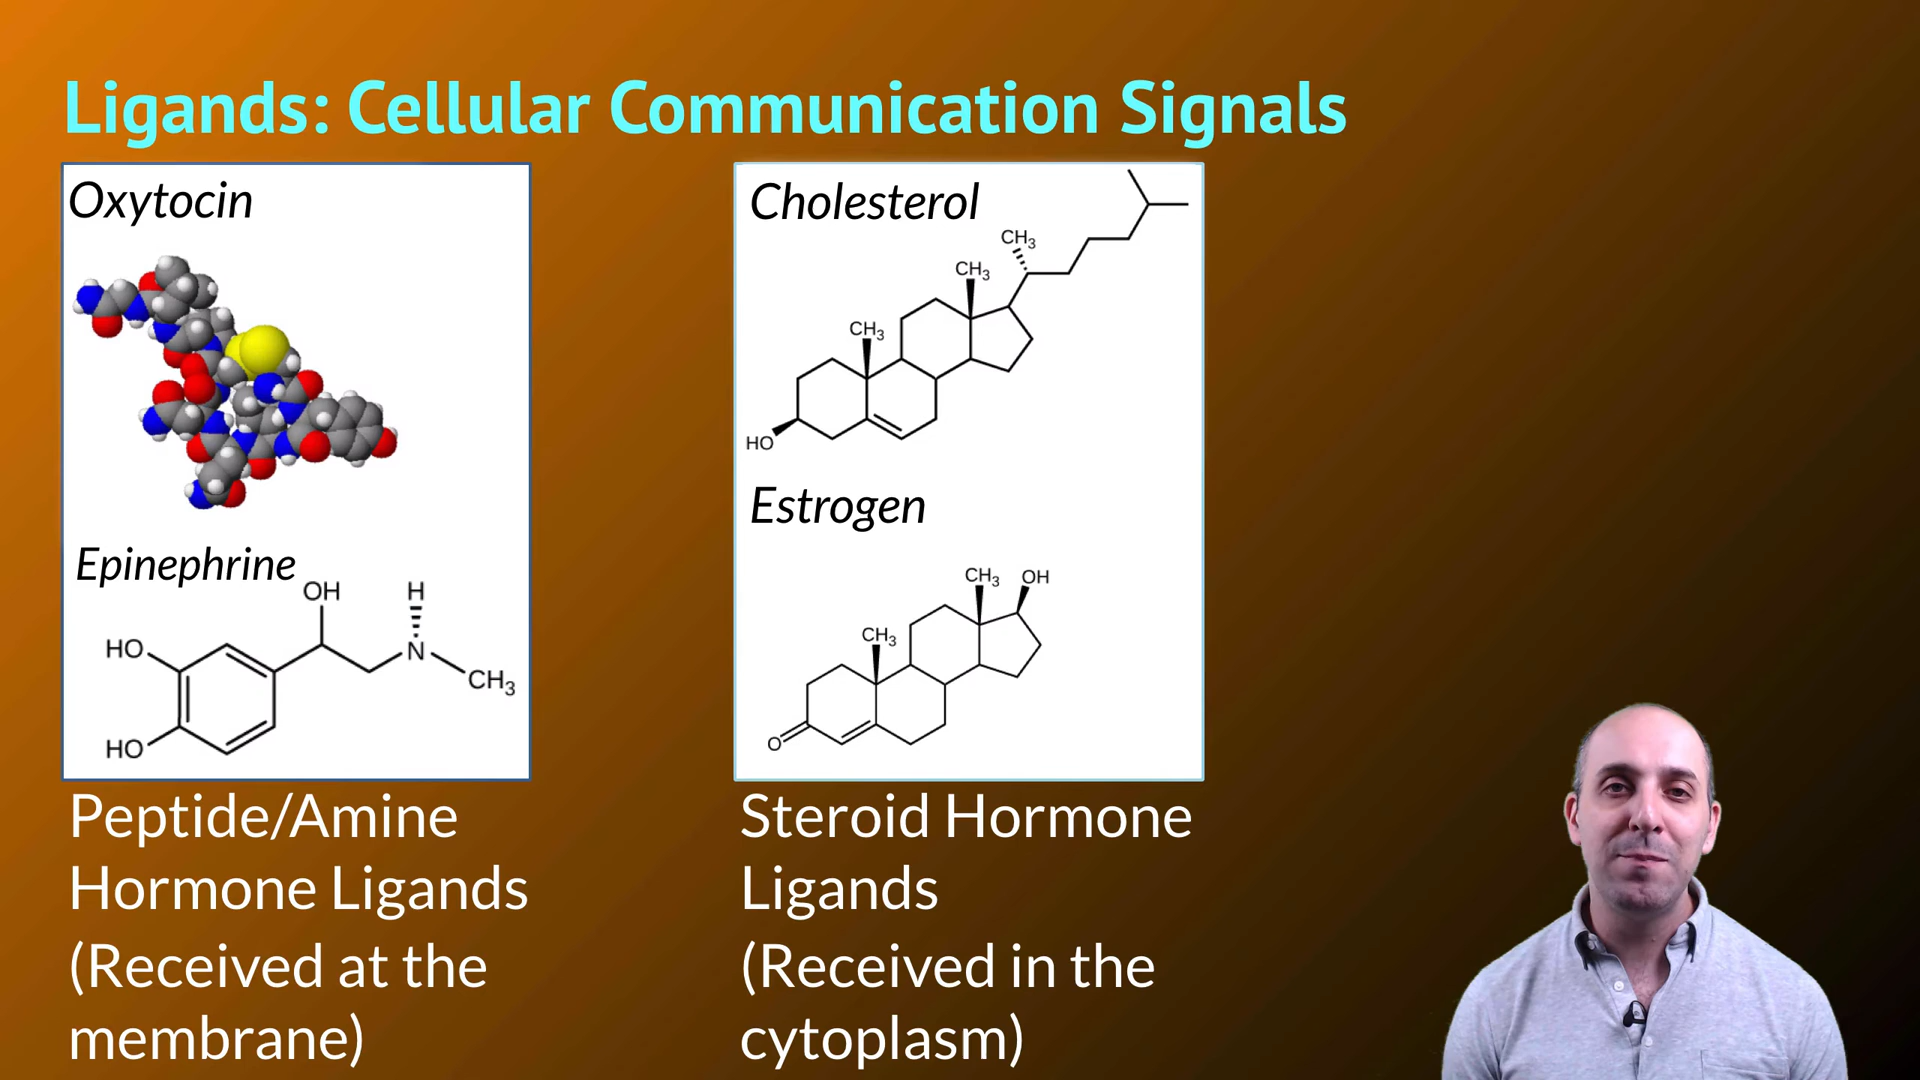 Ligands: Cellular Communication Signals
Oxytocin
Epinephrine
OH
H
HO
N
CH₃
HO
Peptide/Amine
Hormone Ligands
(Received at the
membrane)
Cholesterol
CH₃
CH₃
CH₃
HO
Estrogen
CH₃
OH
CH₃
O
Steroid Hormone
Ligands
(Received in the
cytoplasm)